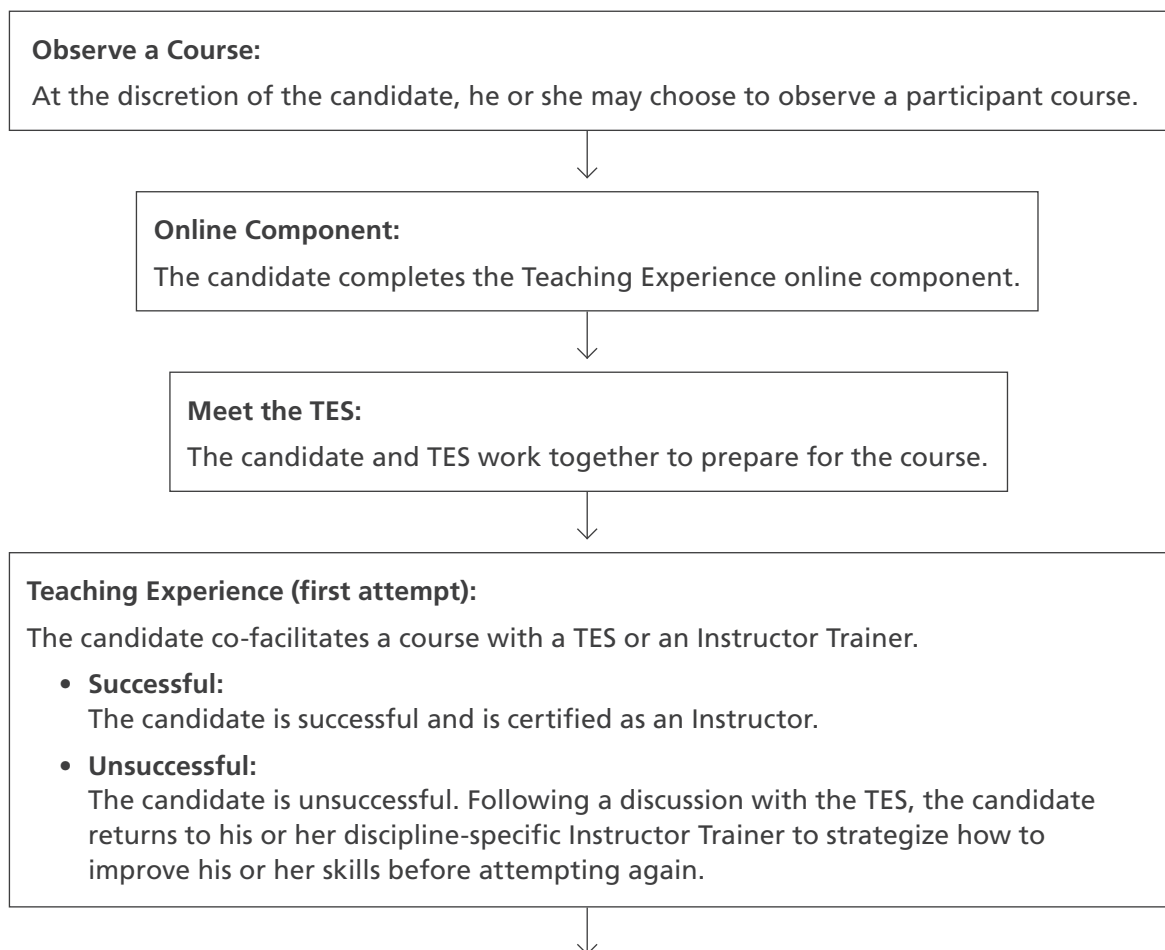 Observe a Course:
At the discretion of the candidate, he or she may choose to observe a participant course.
Online Component:
The candidate completes the Teaching Experience online component.
Meet the TES:
The candidate and TES work together to prepare for the course.
Teaching Experience (first attempt):
The candidate co-facilitates a course with a TES or an Instructor Trainer.
• Successful:
The candidate is successful and is certified as an Instructor.
• Unsuccessful:
The candidate is unsuccessful. Following a discussion with the TES, the candidate
returns to his or her discipline-specific Instructor Trainer to strategize how to
improve his or her skills before attempting again.